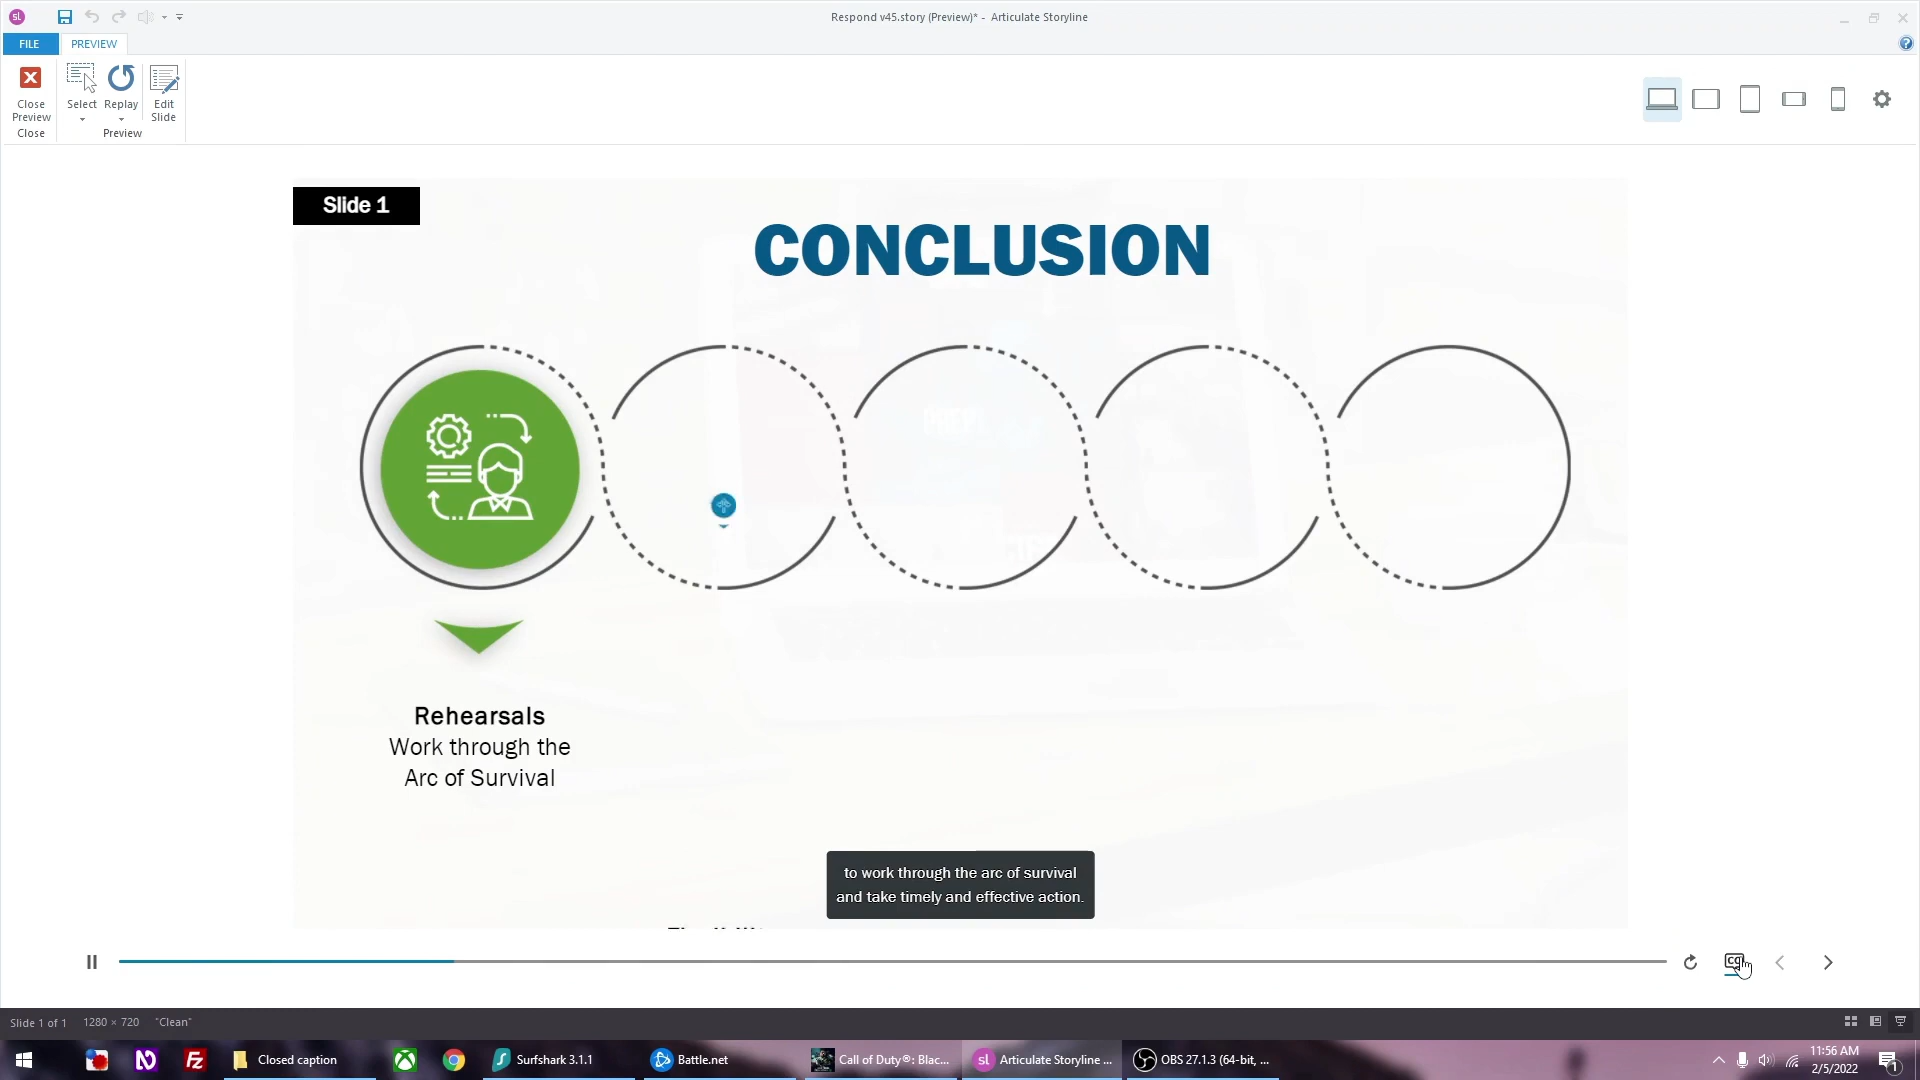 Respond v45.story (Preview)* - Articulate Storyline
FILE
PREVIEW
Close
Preview
Select
Replay
Edit
Slide
Close
Preview
Slide 1
CONCLUSION
Rehearsals
Work through the
Arc of Survival
to work through the arc of survival
and take timely and effective action.
Slide 1 of 1
1280 × 720
"Clean"
Closed caption
Surfshark 3.1.1
Battle.net
Call of Duty®: Blac...
Articulate Storyline ...
OBS 27.1.3 (64-bit, ...
11:56 AM
2/5/2022